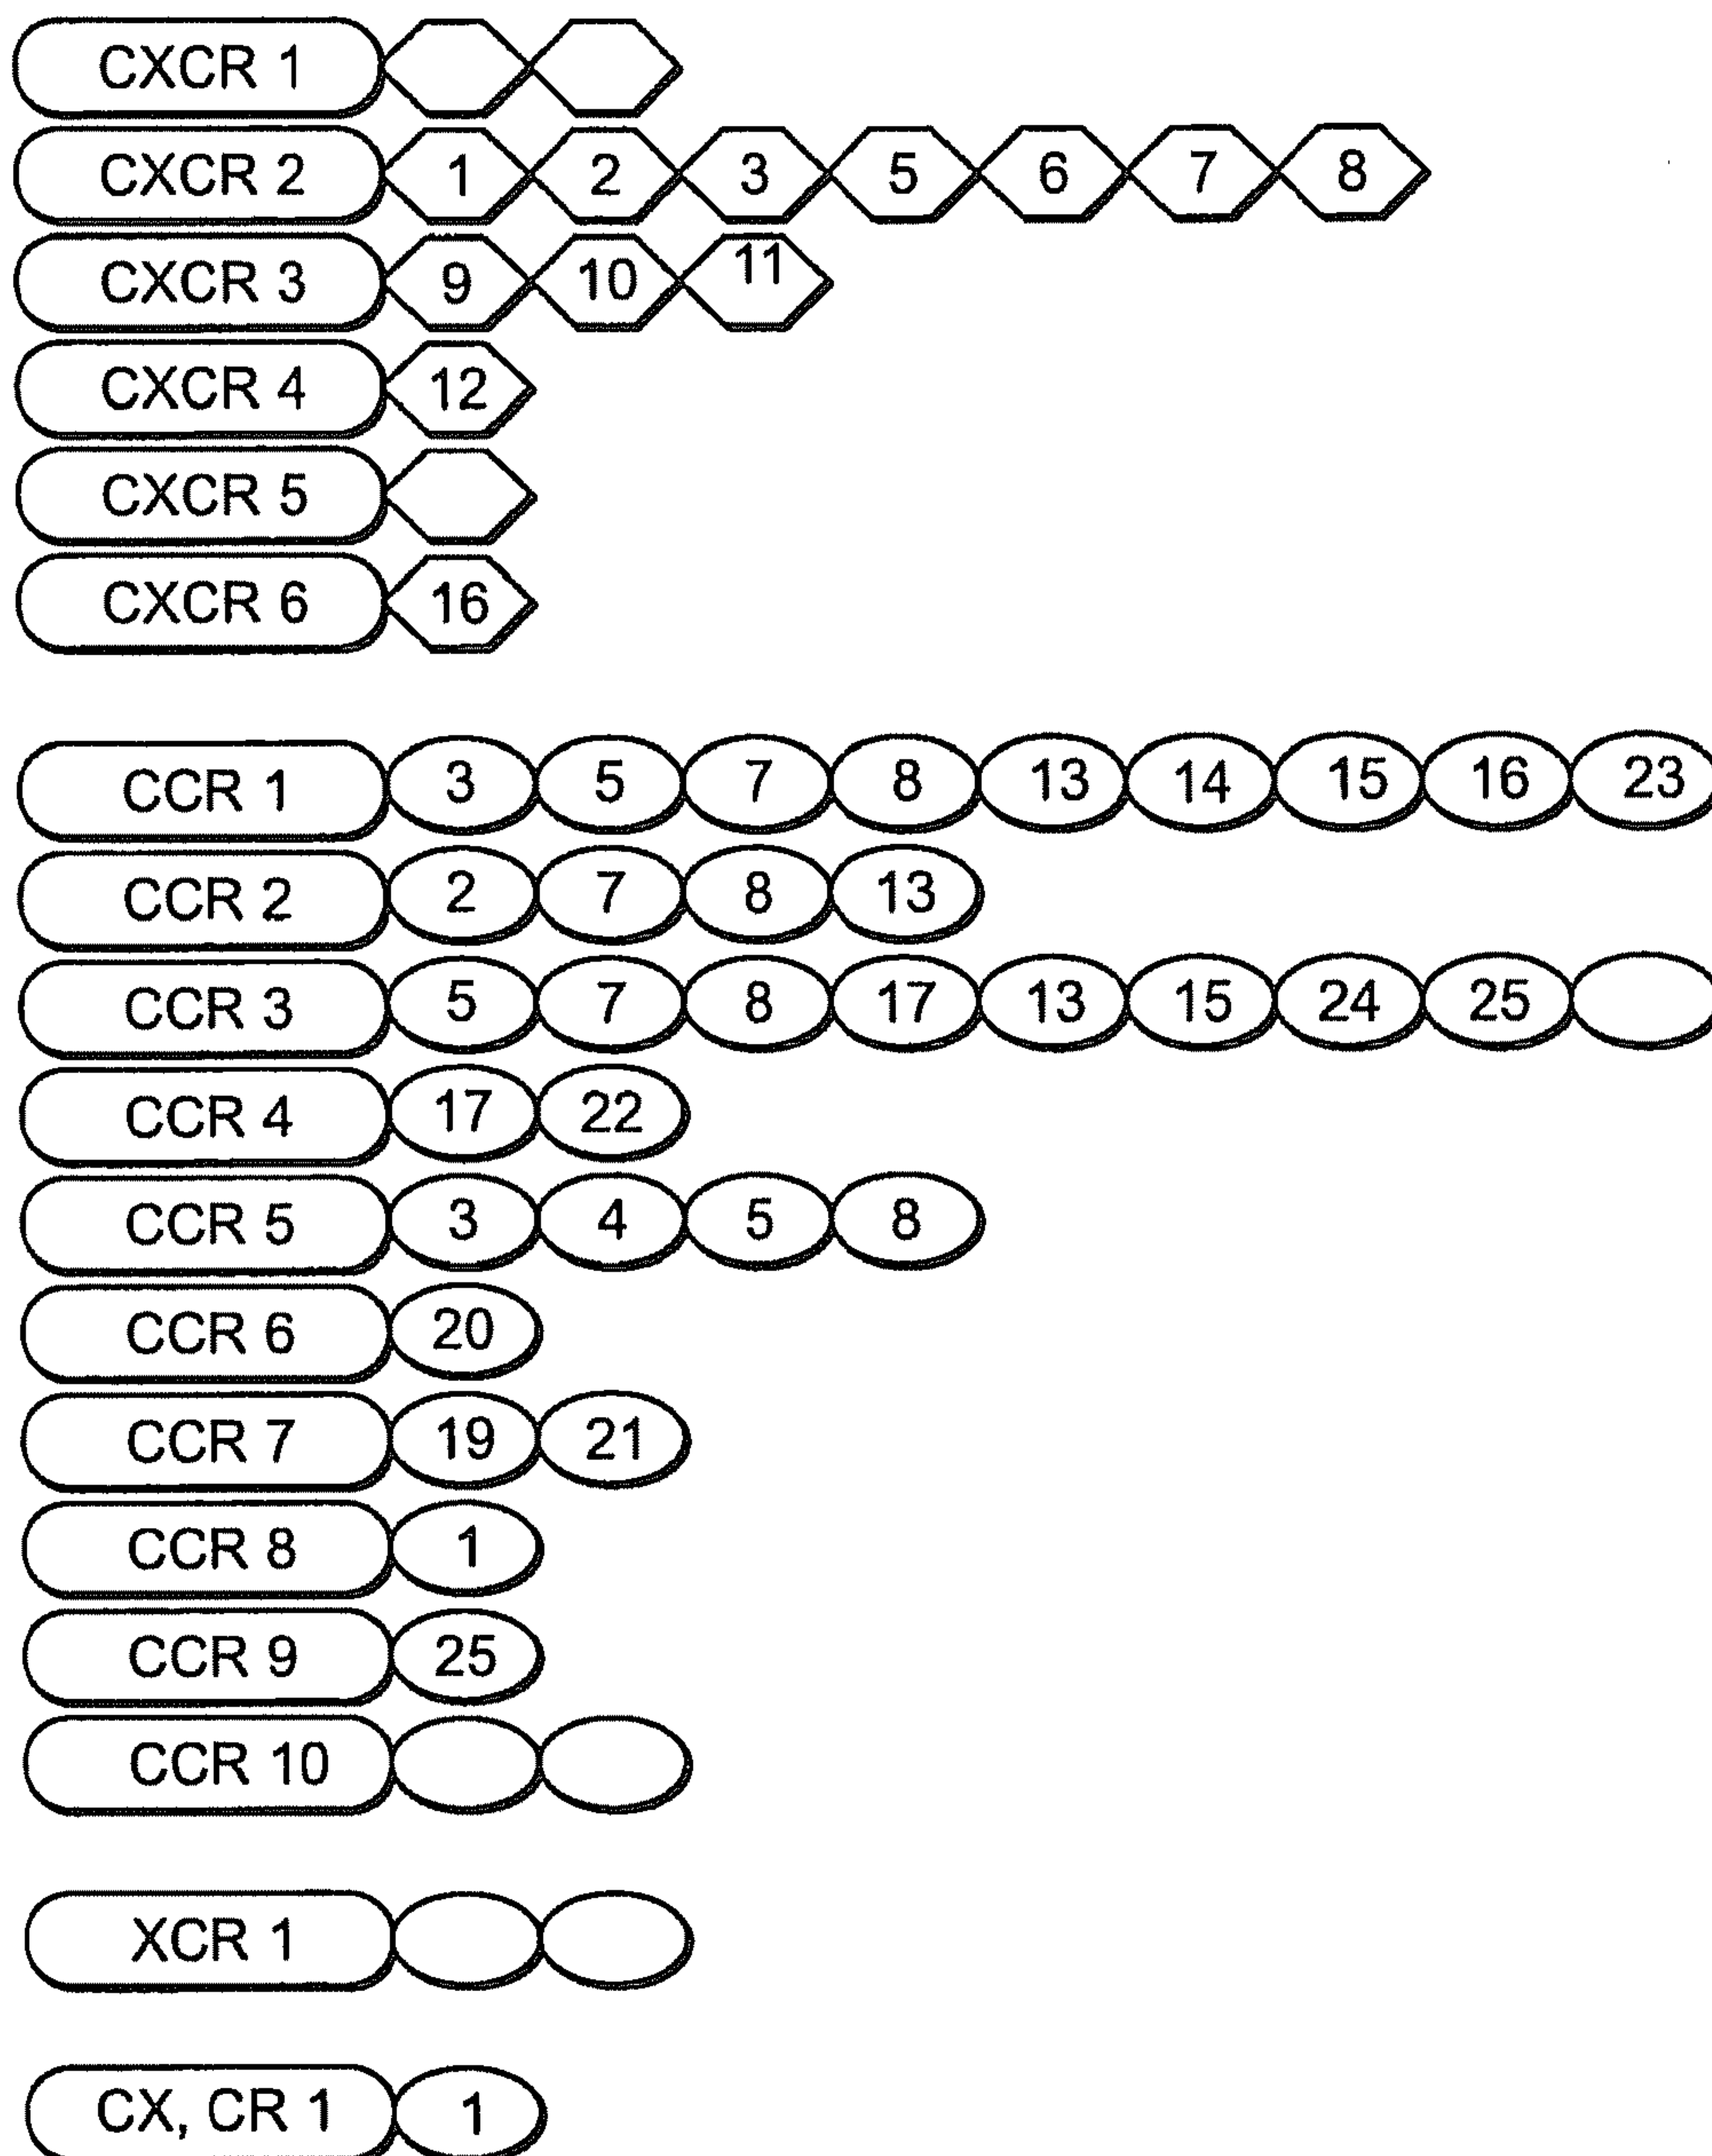 CXCR 1
CXCR 2 1 2 3 5 6 7 8
CXCR 3 9 10 11
CXCR 4 12
CXCR 5
CXCR 6 16
CCR 1 3 5 7 8 13 14 15 16 23
CCR 2 2 7 8 13
CCR 3 5 7 8 17 13 15 24 25
CCR 4 17 22
CCR 5 3 4 5 8
CCR 6 20
CCR 7 19 21
CCR 8 1
CCR 9 25
CCR 10
XCR 1
CX, CR 1 1